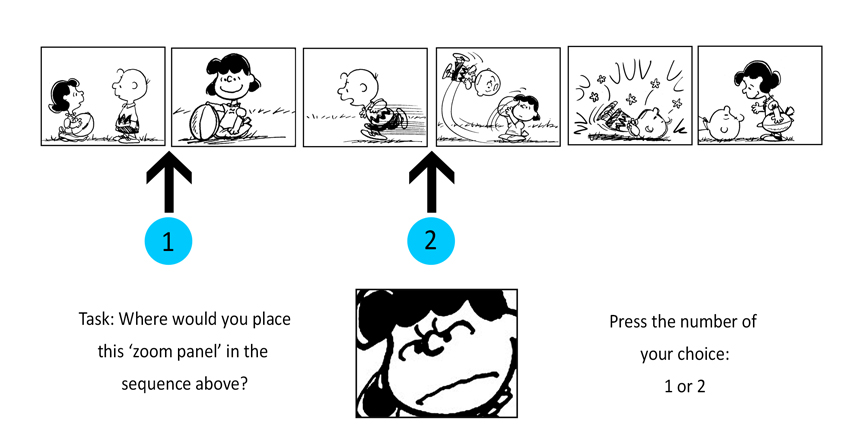 1
2
Task: Where would you place
this ‘zoom panel’ in the
sequence above?
Press the number of
your choice:
1 or 2